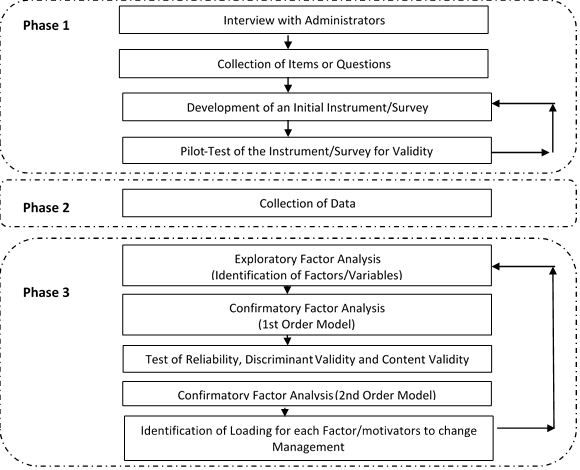 Phase 1
Interview with Administrators
Collection of Items or Questions
Development of an Initial Instrument/Survey
Pilot-Test of the Instrument/Survey for Validity
Phase 2
Collection of Data
Phase 3
Exploratory Factor Analysis
(Identification of Factors/Variables)
Confirmatory Factor Analysis
(1st Order Model)
Test of Reliability, Discriminant Validity and Content Validity
Confirmatory Factor Analysis (2nd Order Model)
Identification of Loading for each Factor/motivators to change
Management